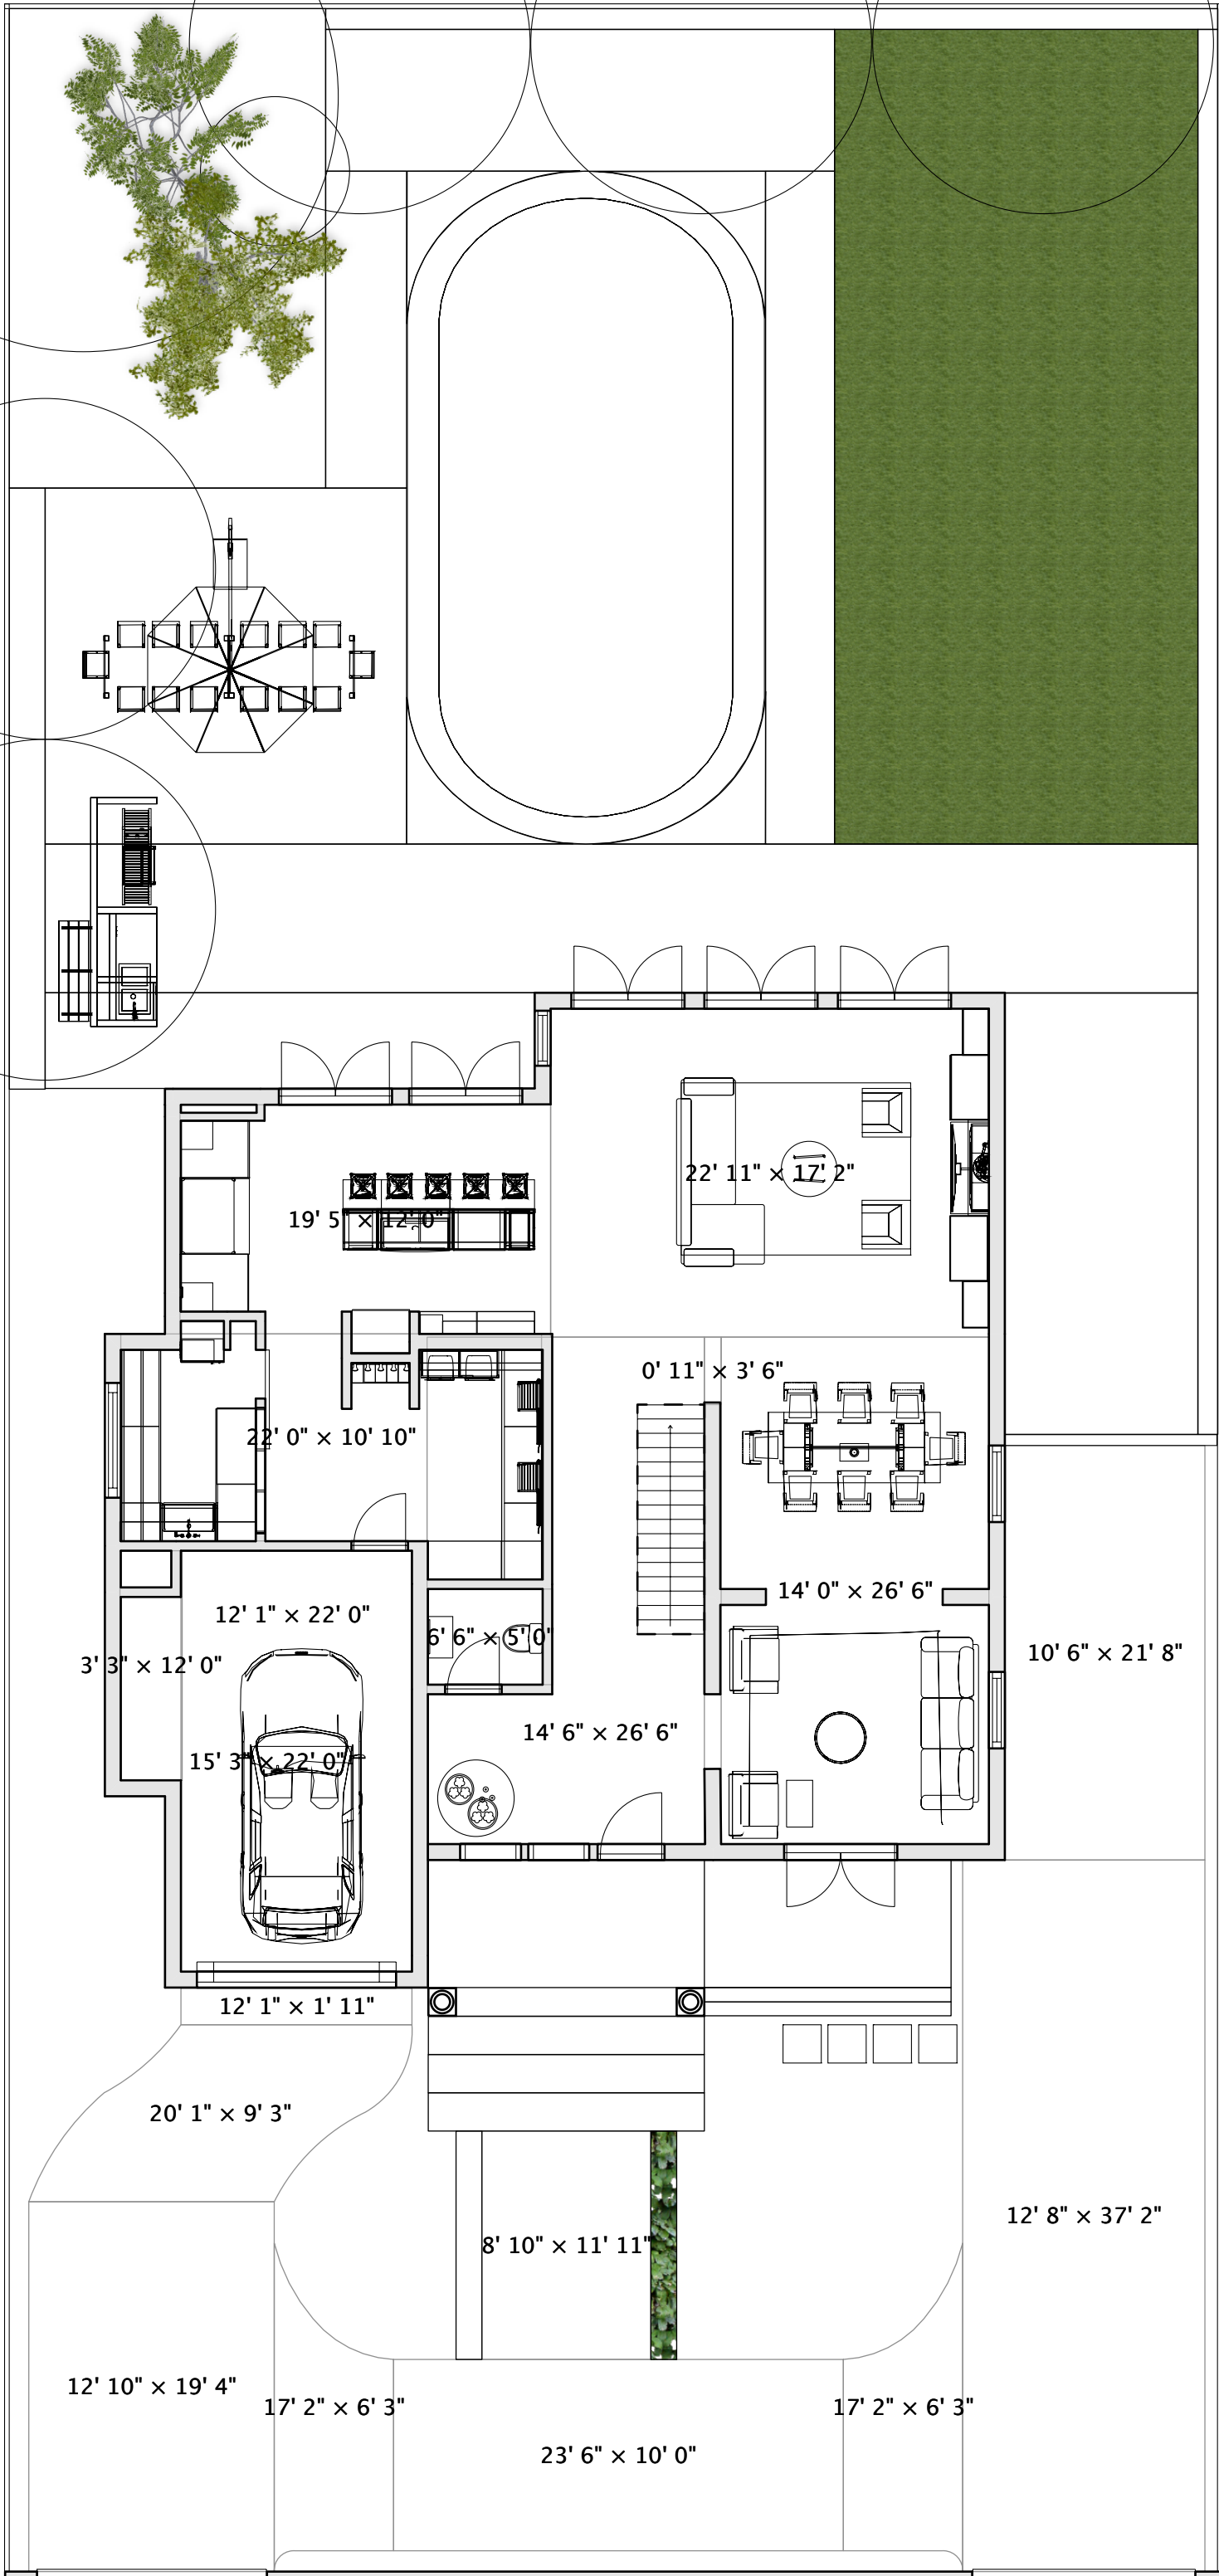 22' 11" × 17' 2"
19' 5" × 12' 0"
0' 11" × 3' 6"
22' 0" × 10' 10"
14' 0" × 26' 6"
12' 1" × 22' 0"
6' 6" × 5' 0"
10' 6" × 21' 8"
3' 3" × 12' 0"
14' 6" × 26' 6"
15' 3" × 22' 0"
12' 1" × 1' 11"
20' 1" × 9' 3"
12' 8" × 37' 2"
8' 10" × 11' 11"
12' 10" × 19' 4"
17' 2" × 6' 3"
17' 2" × 6' 3"
23' 6" × 10' 0"